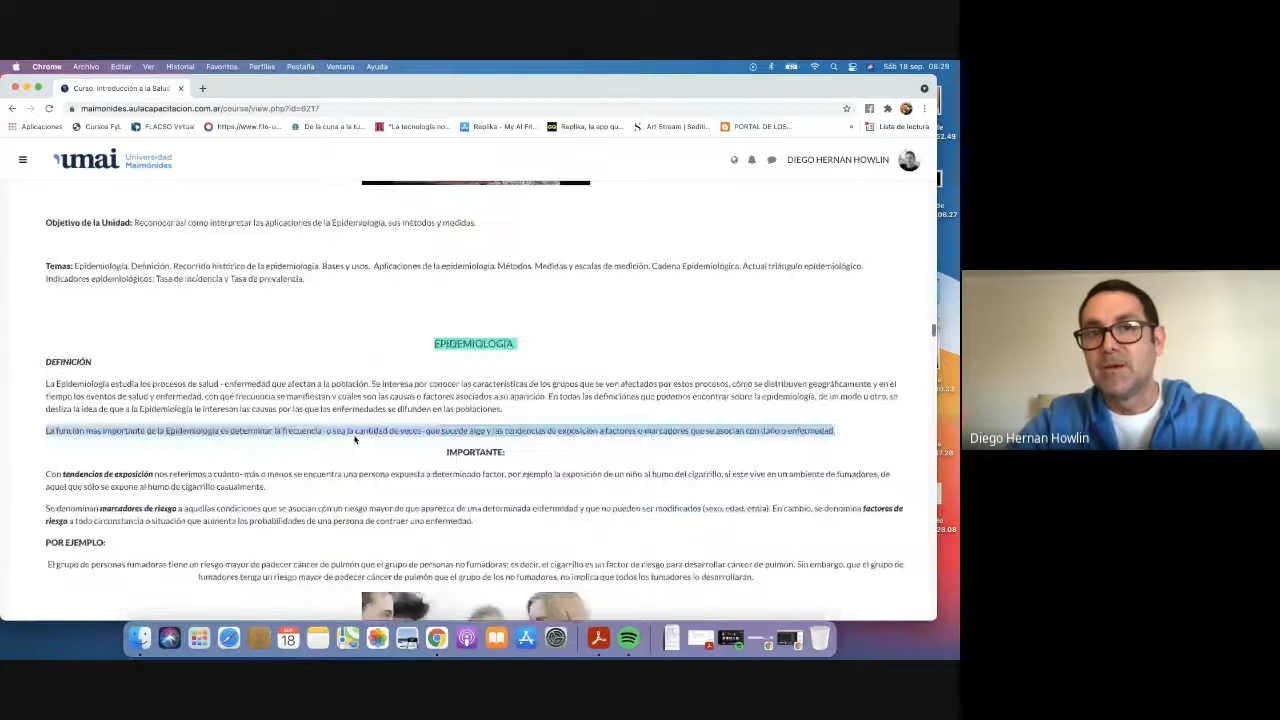 Chrome Archivo Editar Ver Historial Favoritos Perfiles Pestaña Ventana Ayuda Sáb 18 sep. 08:29
Curso: Introducción a la Salud
maimonides.aulacapacitacion.com.ar/course/view.php?id=6217
Aplicaciones Cursos FyL FLACSO Virtual https://www.filo-u... De la cuna a la tu... "La tecnología no... Replika - My AI Fri... Replika, la app qu... Art Stream | Sediti... PORTAL DE LOS... » Lista de lectura
umai Universidad Maimónides DIEGO HERNAN HOWLIN
Objetivo de la Unidad: Reconocer así como interpretar las aplicaciones de la Epidemiología, sus métodos y medidas.
Temas: Epidemiología. Definición. Recorrido histórico de la epidemiología. Bases y usos. Aplicaciones de la epidemiología. Métodos. Medidas y escalas de medición. Cadena Epidemiológica. Actual triángulo epidemiológico.
Indicadores epidemiológicos: Tasa de incidencia y Tasa de prevalencia.
EPIDEMIOLOGÍA
DEFINICIÓN
La Epidemiología estudia los procesos de salud - enfermedad que afectan a la población. Se interesa por conocer las características de los grupos que se ven afectados por estos procesos, cómo se distribuyen geográficamente y en el
tiempo los eventos de salud y enfermedad, con qué frecuencia se manifiestan y cuales son las causas o factores asociados a su aparición. En todas las definiciones que podemos encontrar sobre la epidemiología, de un modo u otro, se
desliza la idea de que a la Epidemiología le interesan las causas por las que las enfermedades se difunden en las poblaciones.
La función mas importante de la Epidemiología es determinar la frecuencia -o sea la cantidad de veces- que sucede algo y las tendencias de exposición a factores o marcadores que se asocian con daño o enfermedad.
IMPORTANTE:
Con tendencias de exposición nos referimos a cuánto- más o menos se encuentra una persona expuesta a determinado factor, por ejemplo la exposición de un niño al humo del cigarrillo, si este vive en un ambiente de fumadores, de
aquel que sólo se expone al humo de cigarrillo casualmente.
Se denominan marcadores de riesgo a aquellas condiciones que se asocian con un riesgo mayor de que aparezca de una determinada enfermedad y que no pueden ser modificados (sexo, edad, etnia). En cambio, se denomina factores de
riesgo a todo circunstancia o situación que aumenta las probabilidades de una persona de contraer una enfermedad.
POR EJEMPLO:
El grupo de personas fumadoras tiene un riesgo mayor de padecer cáncer de pulmón que el grupo de personas no fumadoras; es decir, el cigarrillo es un factor de riesgo para desarrollar cáncer de pulmón. Sin embargo, que el grupo de
fumadores tenga un riesgo mayor de padecer cáncer de pulmón que el grupo de los no fumadores, no implica que todos los fumadores lo desarrollarán.
Diego Hernan Howlin